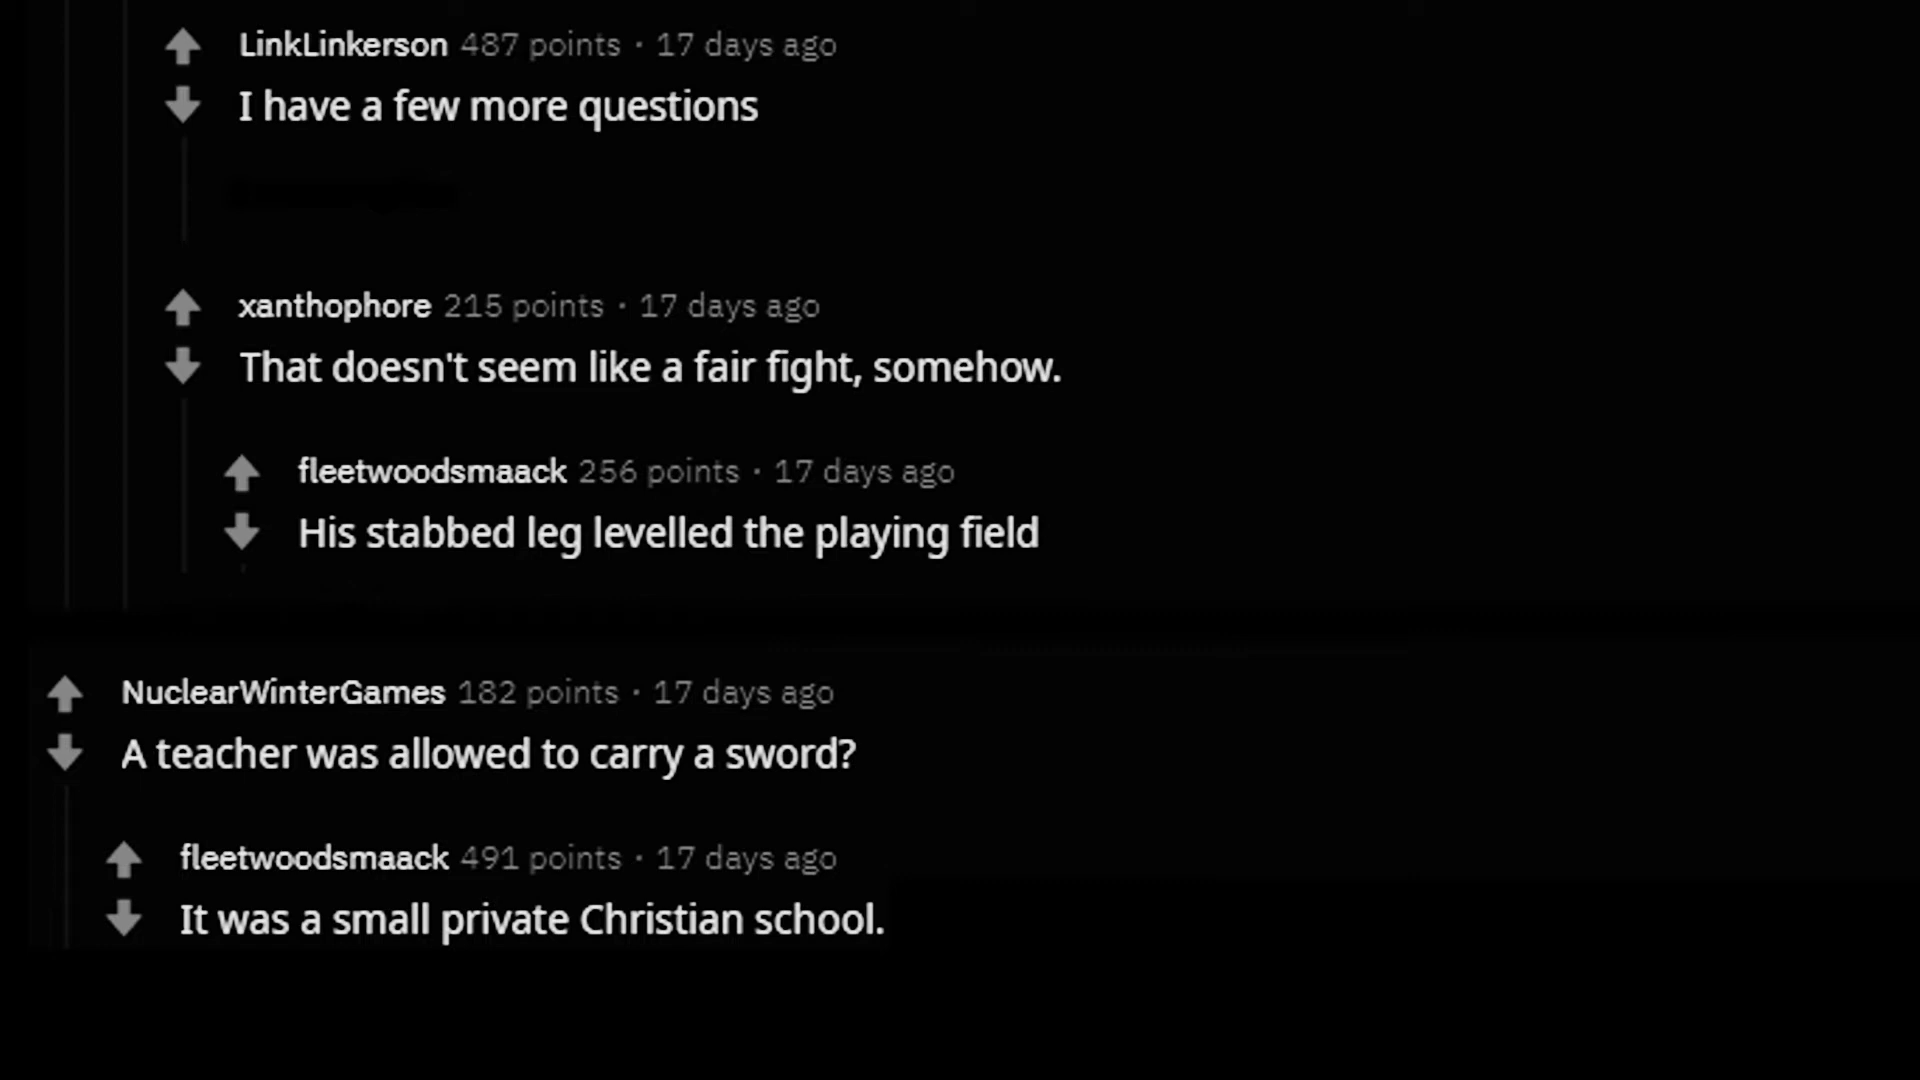 LinkLinkerson 487 points · 17 days ago
I have a few more questions
xanthophore 215 points · 17 days ago
That doesn't seem like a fair fight, somehow.
fleetwoodsmaack 256 points · 17 days ago
His stabbed leg levelled the playing field
NuclearWinterGames 182 points · 17 days ago
A teacher was allowed to carry a sword?
fleetwoodsmaack 491 points · 17 days ago
It was a small private Christian school.